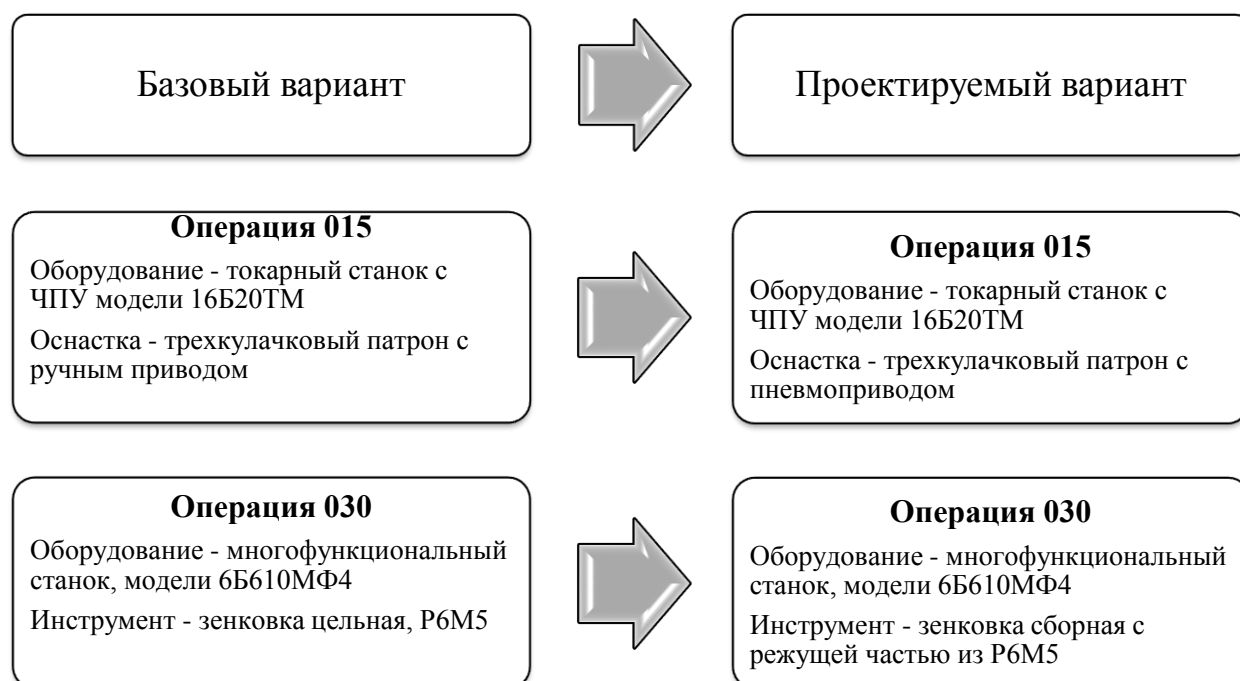 Базовый вариант
Проектируемый вариант
Операция 015
Оборудование - токарный станок с
ЧПУ модели 16Б20ТМ
Оснастка - трехкулачковый патрон с
ручным приводом
Операция 015
Оборудование - токарный станок с
ЧПУ модели 16Б20ТМ
Оснастка - трехкулачковый патрон с
пневмоприводом
Операция 030
Оборудование - многофункциональный
станок, модели 6Б610МФ4
Инструмент - зенковка цельная, Р6М5
Операция 030
Оборудование - многофункциональный
станок, модели 6Б610МФ4
Инструмент - зенковка сборная с
режущей частью из Р6М5